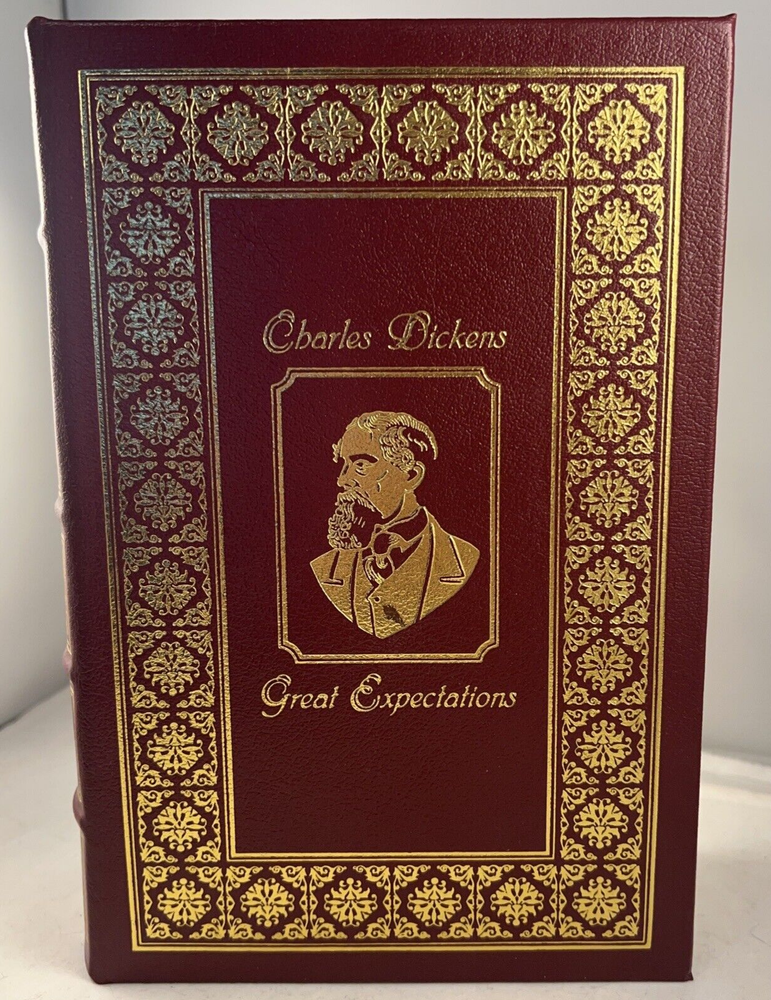 Charles Dickens
Great Expectations